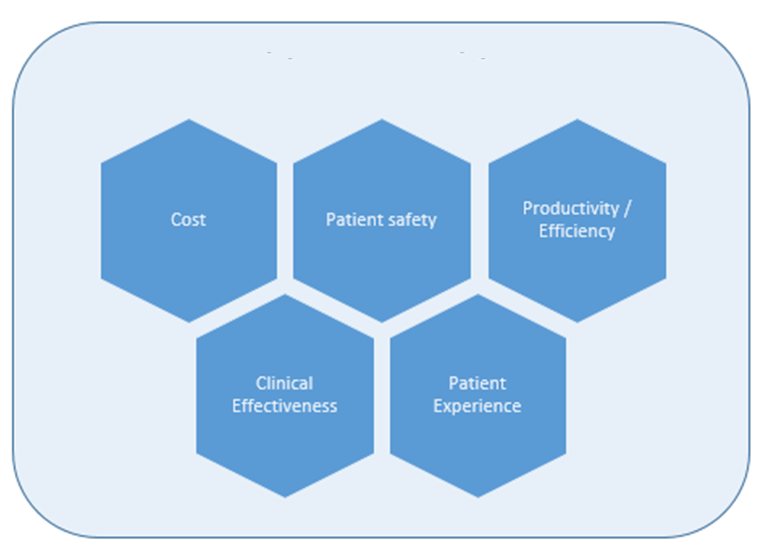 Cost
Patient safety
Productivity /
Efficiency
Clinical
Effectiveness
Patient
Experience